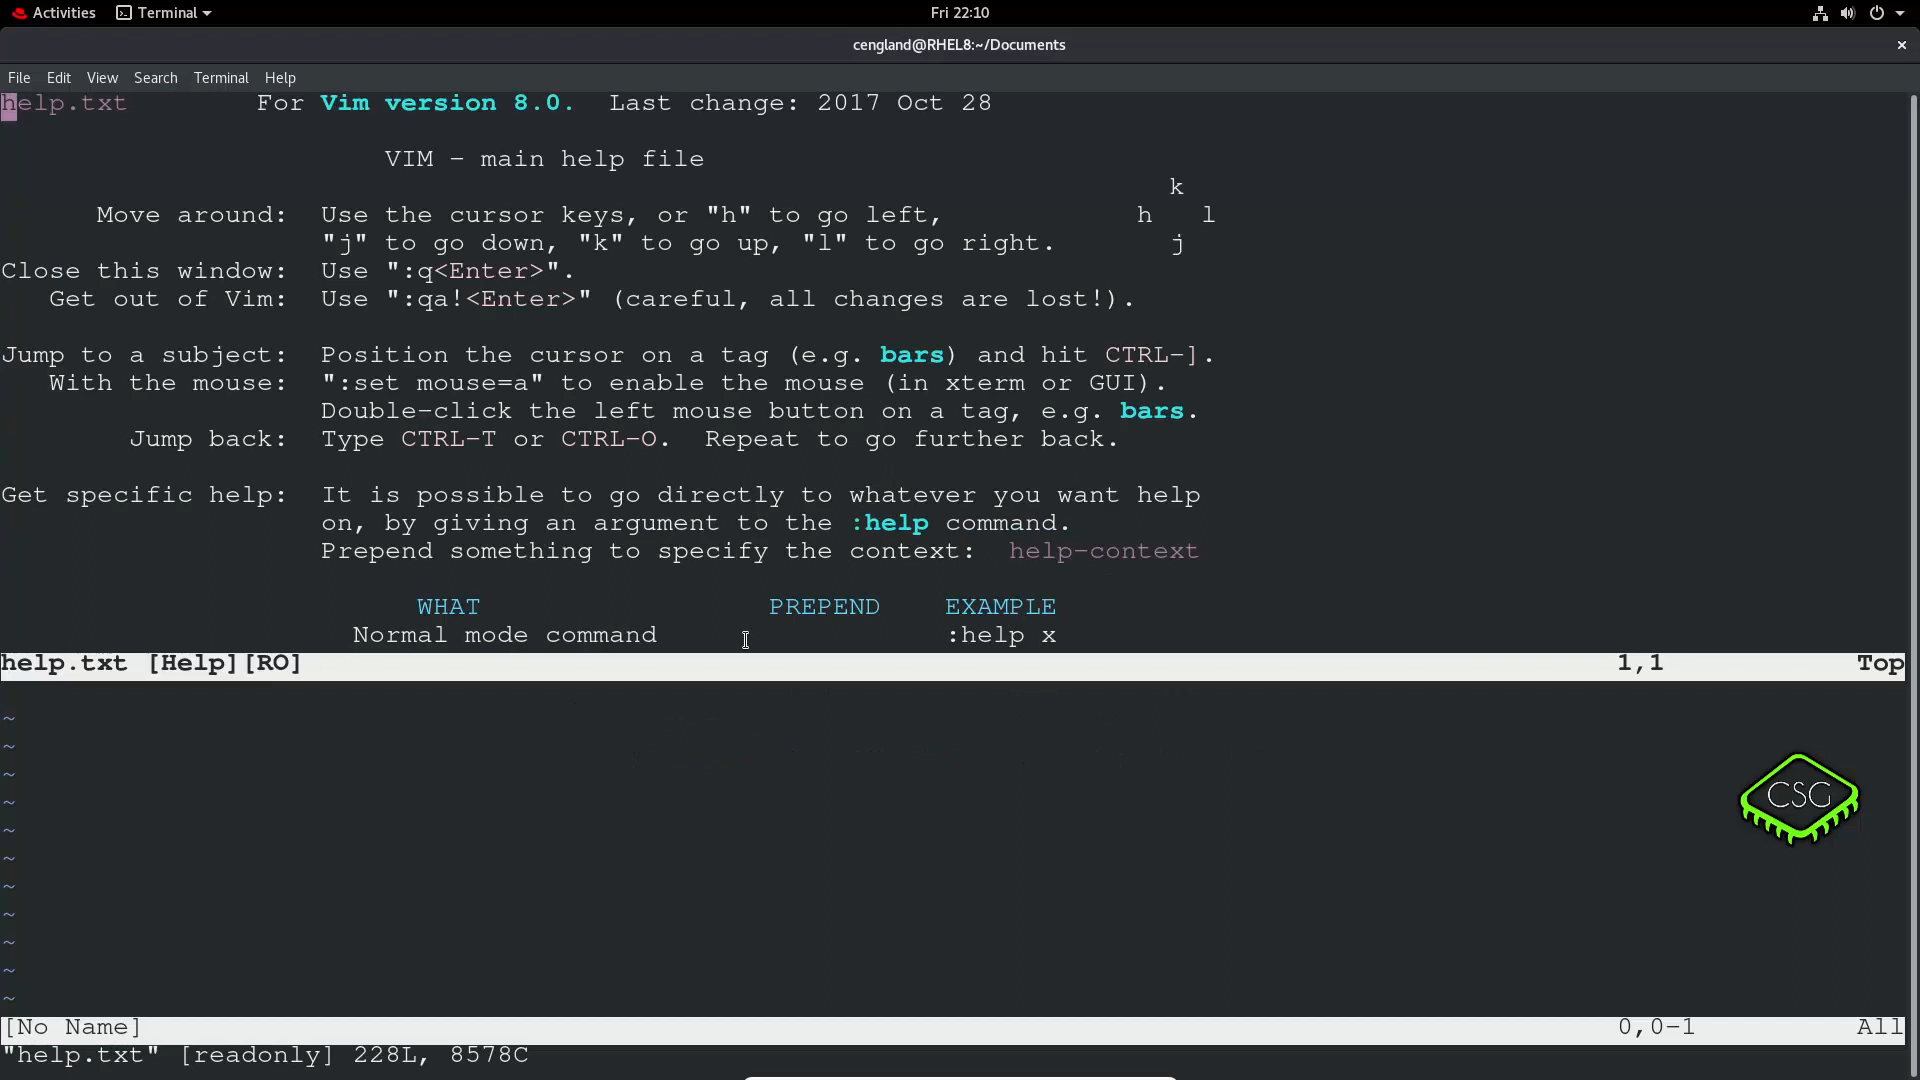 Activities Terminal Fri 22:10
cengland@RHEL8:~/Documents ×
File Edit View Search Terminal Help
help.txt For Vim version 8.0. Last change: 2017 Oct 28
VIM - main help file
k
Move around: Use the cursor keys, or "h" to go left, h l
"j" to go down, "k" to go up, "l" to go right. j
Close this window: Use ":q<Enter>".
Get out of Vim: Use ":qa!<Enter>" (careful, all changes are lost!).
Jump to a subject: Position the cursor on a tag (e.g. bars) and hit CTRL-].
With the mouse: ":set mouse=a" to enable the mouse (in xterm or GUI).
Double-click the left mouse button on a tag, e.g. bars.
Jump back: Type CTRL-T or CTRL-O. Repeat to go further back.
Get specific help: It is possible to go directly to whatever you want help
on, by giving an argument to the :help command.
Prepend something to specify the context: help-context
WHAT PREPEND EXAMPLE
Normal mode command :help x
help.txt [Help][RO] 1,1 Top
~
~
~
~
~
~
~
~
~
~
~
CSG
[No Name] 0,0-1 All
"help.txt" [readonly] 228L, 8578C